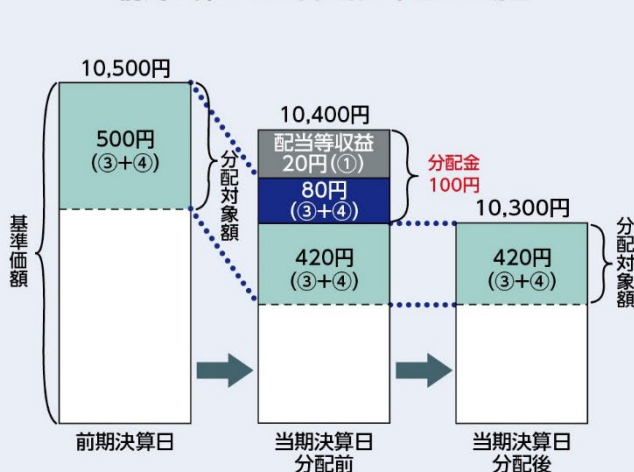 10,500円
500円
(③+④)
分配対象額
基準価額
前期決算日
10,400円
配当等収益
20円(①)
80円
(③+④)
420円
(③+④)
分配金
100円
当期決算日
分配前
10,300円
420円
(③+④)
分配対象額
当期決算日
分配後